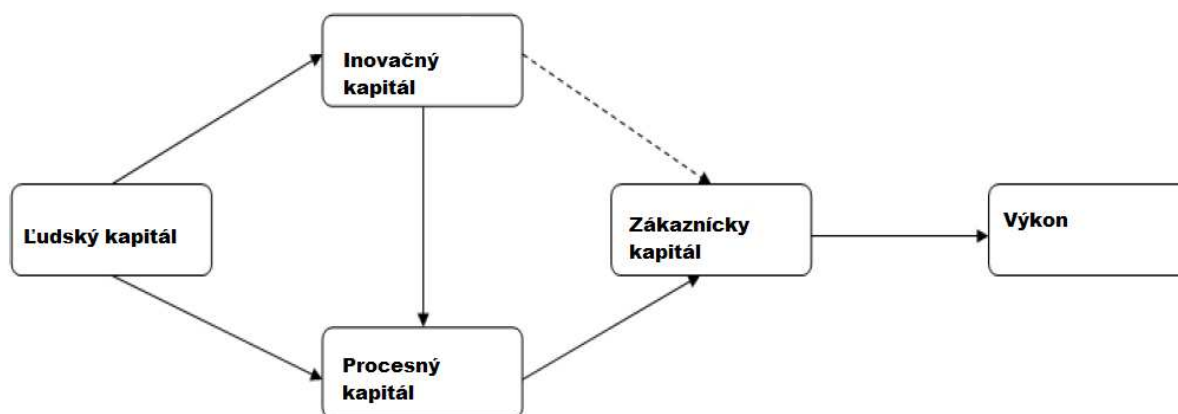 Inovačný
kapitál
Ľudský kapitál
Zákaznícky
kapitál
Výkon
Procesný
kapitál